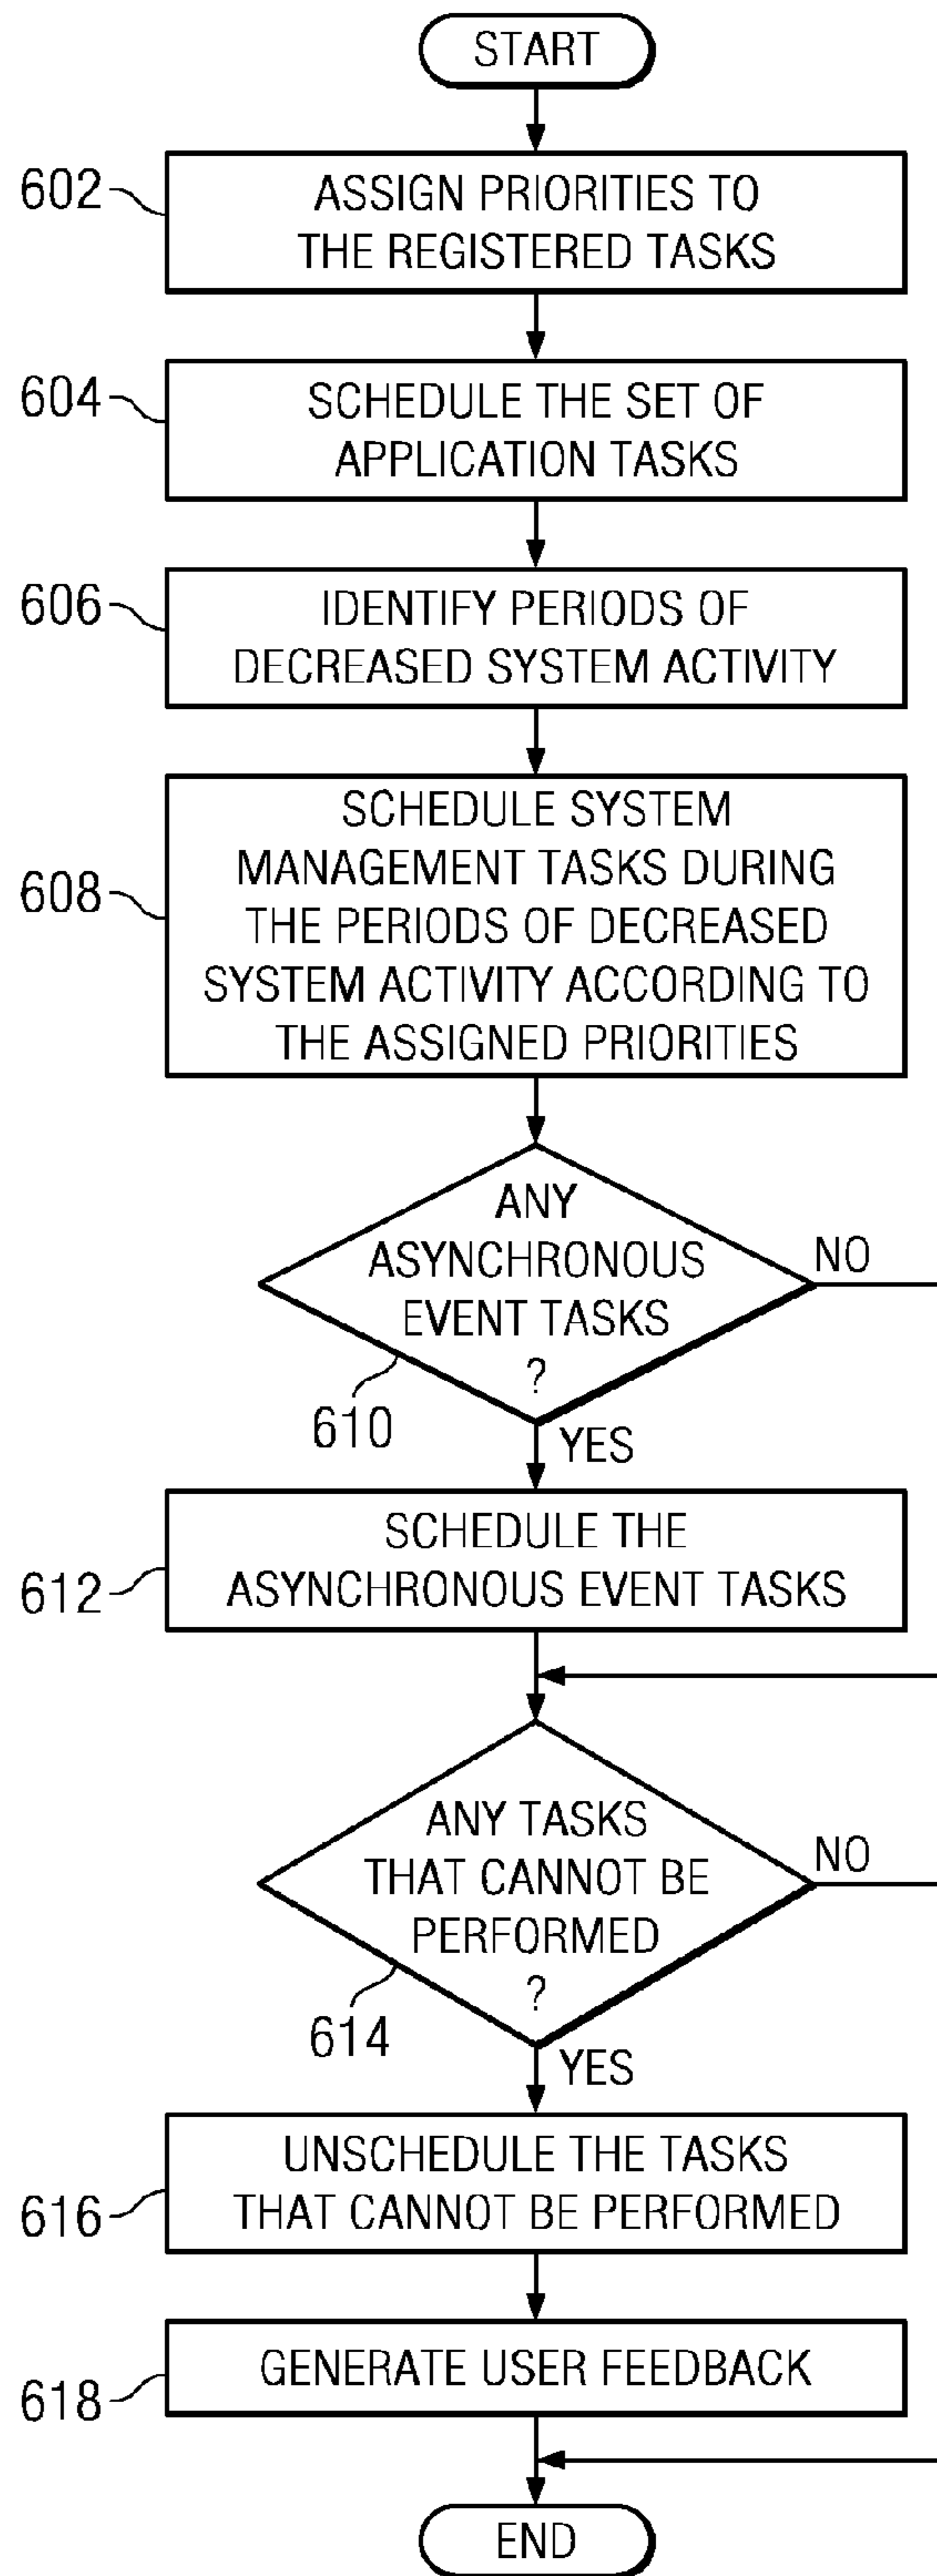 START
602
ASSIGN PRIORITIES TO
THE REGISTERED TASKS
604
SCHEDULE THE SET OF
APPLICATION TASKS
606
IDENTIFY PERIODS OF
DECREASED SYSTEM ACTIVITY
608
SCHEDULE SYSTEM
MANAGEMENT TASKS DURING
THE PERIODS OF DECREASED
SYSTEM ACTIVITY ACCORDING TO
THE ASSIGNED PRIORITIES
ANY
ASYNCHRONOUS
EVENT TASKS
?
NO
610
YES
612
SCHEDULE THE
ASYNCHRONOUS EVENT TASKS
ANY TASKS
THAT CANNOT BE
PERFORMED
?
NO
614
YES
616
UNSCHEDULE THE TASKS
THAT CANNOT BE PERFORMED
618
GENERATE USER FEEDBACK
END